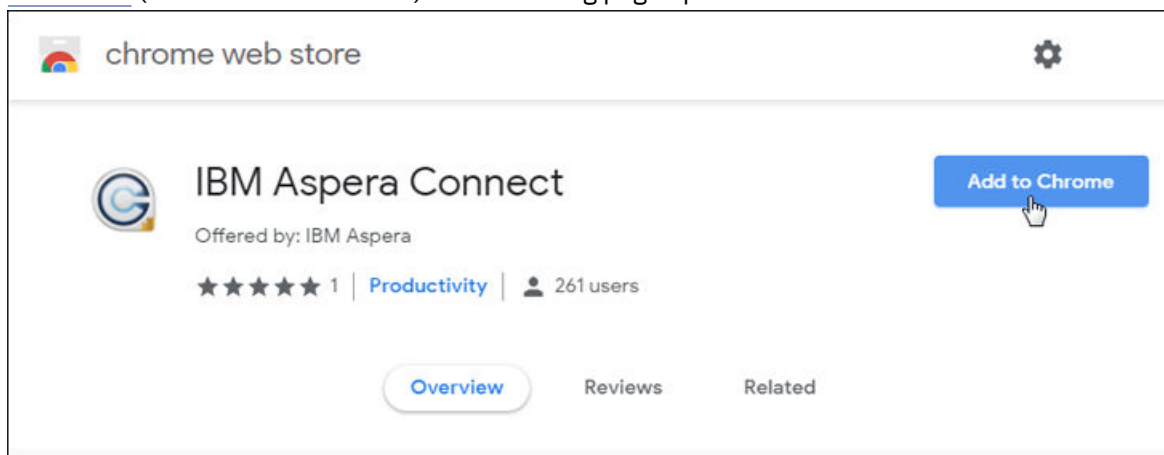 chrome web store
IBM Aspera Connect
Add to Chrome
Offered by: IBM Aspera
1 | Productivity | 261 users
Overview Reviews Related